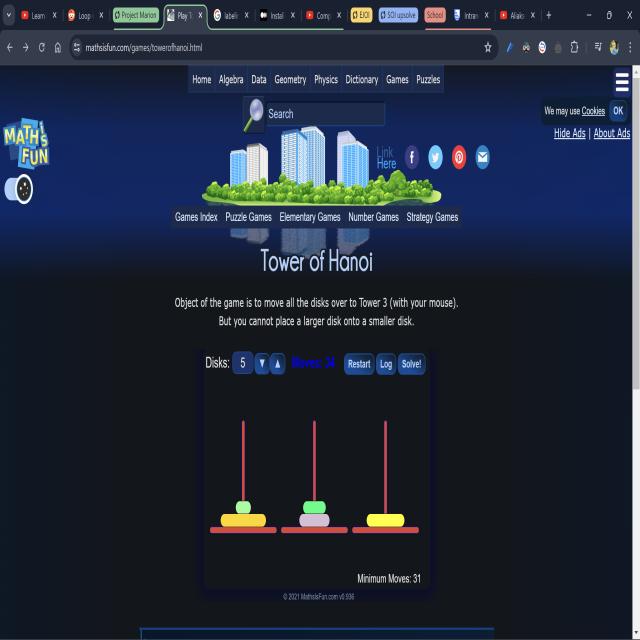 Learn
Loop
Project Marion
Play T
labeli
Instal
Comp
EJOI
SOI upsolve
School
Intran
mathsisfun.com/games/towerofhanoi.html
Home Algebra Data Geometry Physics Dictionary Games Puzzles
Search
We may use Cookies OK
Hide Ads | About Ads
MATHS
FUN
Link
Here
Games Index Puzzle Games Elementary Games Number Games Strategy Games
Tower of Hanoi
Object of the game is to move all the disks over to Tower 3 (with your mouse).
But you cannot place a larger disk onto a smaller disk.
Disks: 5 ▼ ▲ Moves: 34 Restart Log Solve!
Minimum Moves: 31
© 2021 MathsIsFun.com v0.936